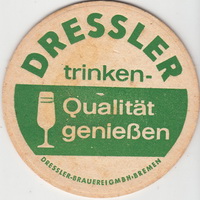 DRESSLER
trinken-
Qualität
genießen
DRESSLER-BRAUEREI GMBH·BREMEN